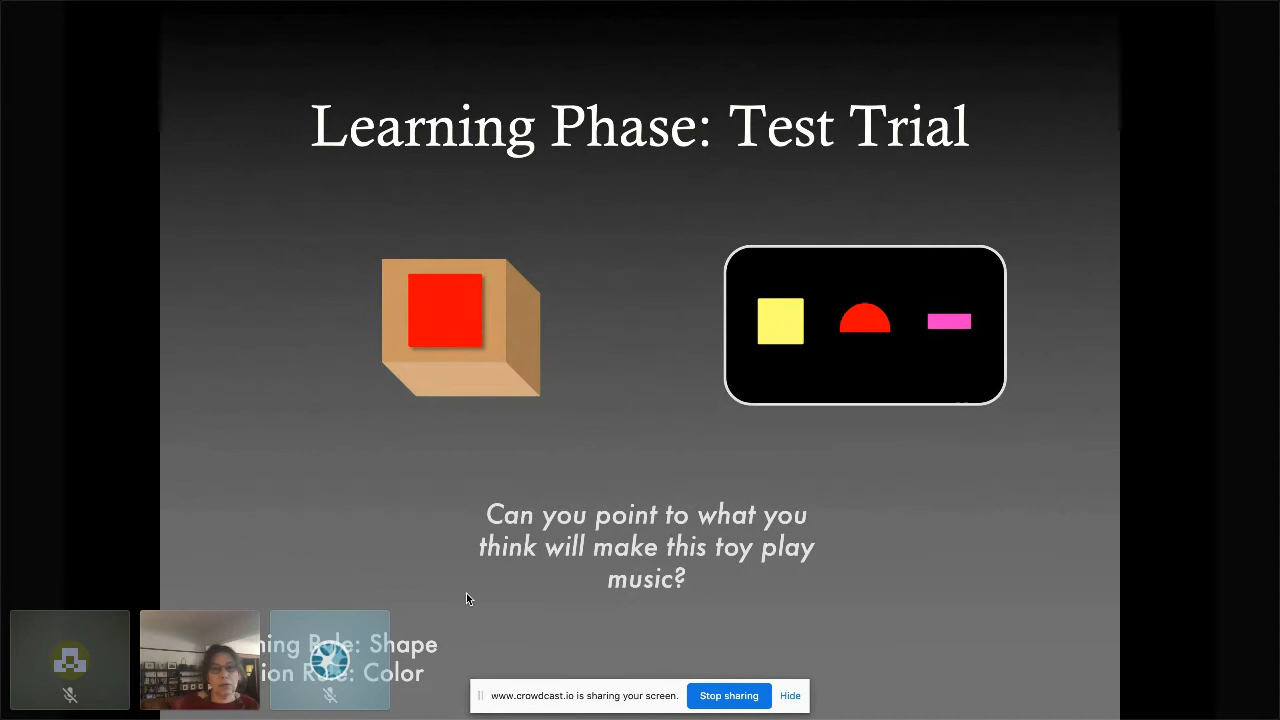 Learning Phase: Test Trial
Can you point to what you
think will make this toy play
music?
Shape
Color
www.crowdcast.io is sharing your screen.
Stop sharing
Hide